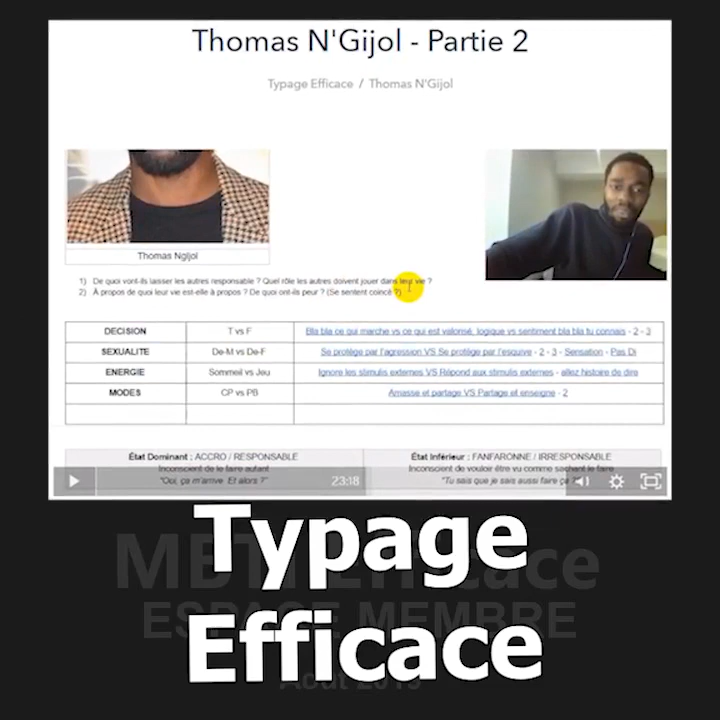 Thomas N'Gijol - Partie 2
Typage Efficace / Thomas N'Gijol
Thomas Ngijol
1) De quoi vont-ils laisser les autres responsable ? Quel rôle les autres doivent jouer dans leur vie ?
2) À propos de quoi leur vie est-elle à propos ? De quoi ont-ils peur ? (Se sentent coincé ?)
DECISION T vs F Bla bla ce qui marche vs ce qui est valorisé, logique vs sentiment bla bla tu connais - 2 - 3
SEXUALITE De-M vs De-F Se protège par l'agression VS Se protège par l'esquive - 2 - 3 - Sensation - Pas Di
ENERGIE Sommeil vs Jeu Ignore les stimulis externes VS Répond aux stimulis externes - allez histoire de dire
MODES CP vs PB Amasse et partage VS Partage et enseigne - 2
État Dominant : ACCRO / RESPONSABLE État Inférieur : FANFARONNE / IRRESPONSABLE
Inconscient de le faire autant Inconscient de vouloir être vu comme sachant le faire
"Oui, ça m'arrive. Et alors ?" "Tu sais que je sais aussi faire ça ?"
23:18
Typage
MBTI Efficace
ESPACE MEMBRE
Efficace